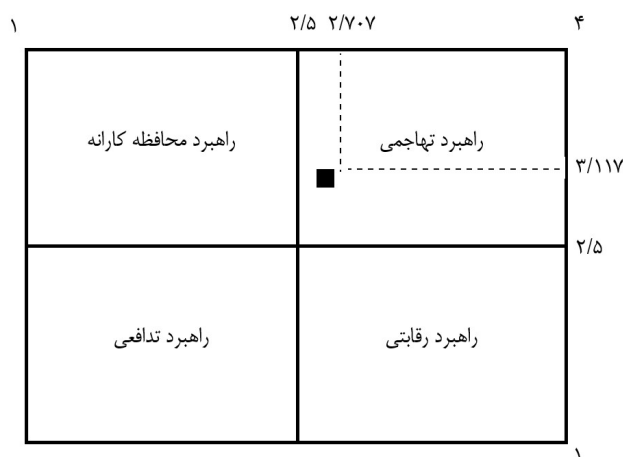 ۱ ۲/۵ ۲/۷۰۷ ۴
راهبرد تهاجمی راهبرد محافظه کارانه
۳/۱۱۷
۲/۵
راهبرد رقابتی راهبرد تدافعی
۱